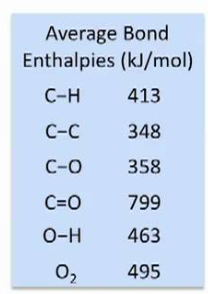 Average Bond
Enthalpies (kJ/mol)
C–H 413
C–C 348
C–O 358
C=O 799
O–H 463
O₂ 495